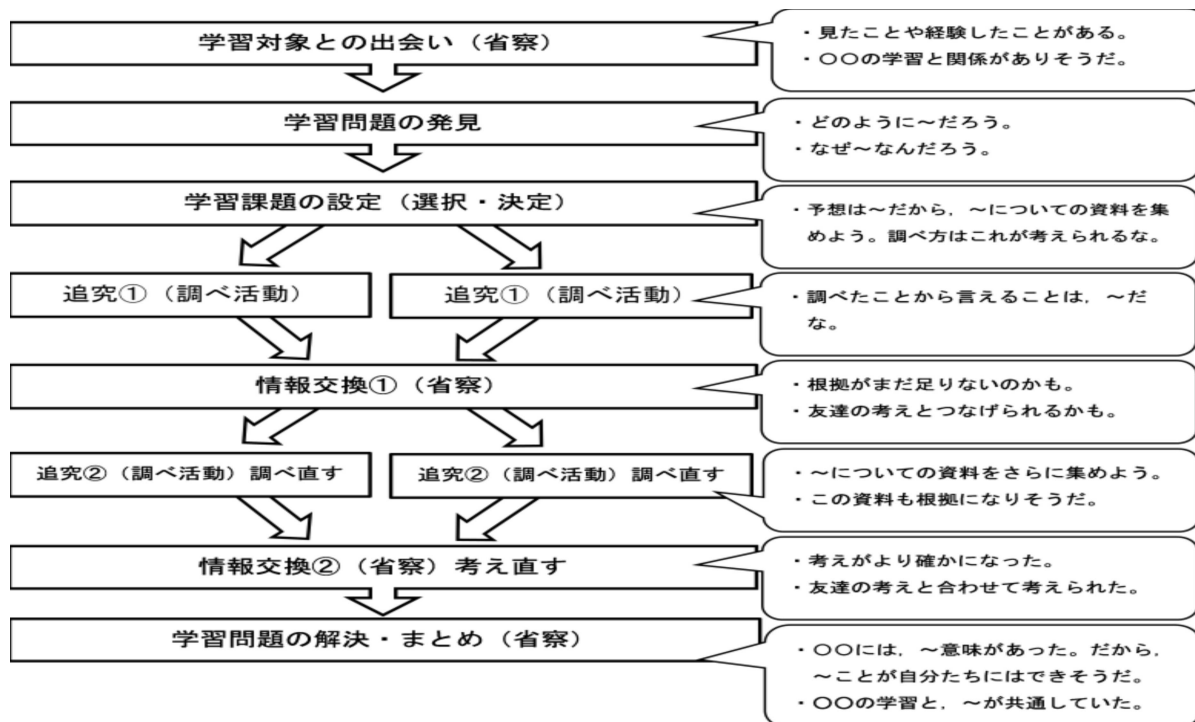 学習対象との出会い（省察）
・見たことや経験したことがある。
・〇〇の学習と関係がありそうだ。
学習問題の発見
・どのように～だろう。
・なぜ～なんだろう。
学習課題の設定（選択・決定）
・予想は～だから，～についての資料を集
めよう。調べ方はこれが考えられるな。
追究①（調べ活動）
追究①（調べ活動）
・調べたことから言えることは，～だ
な。
情報交換①（省察）
・根拠がまだ足りないのかも。
・友達の考えとつなげられるかも。
追究②（調べ活動）調べ直す
追究②（調べ活動）調べ直す
・～についての資料をさらに集めよう。
・この資料も根拠になりそうだ。
情報交換②（省察）考え直す
・考えがより確かになった。
・友達の考えと合わせて考えられた。
学習問題の解決・まとめ（省察）
・〇〇には，～意味があった。だから，
～ことが自分たちにはできそうだ。
・〇〇の学習と，～が共通していた。